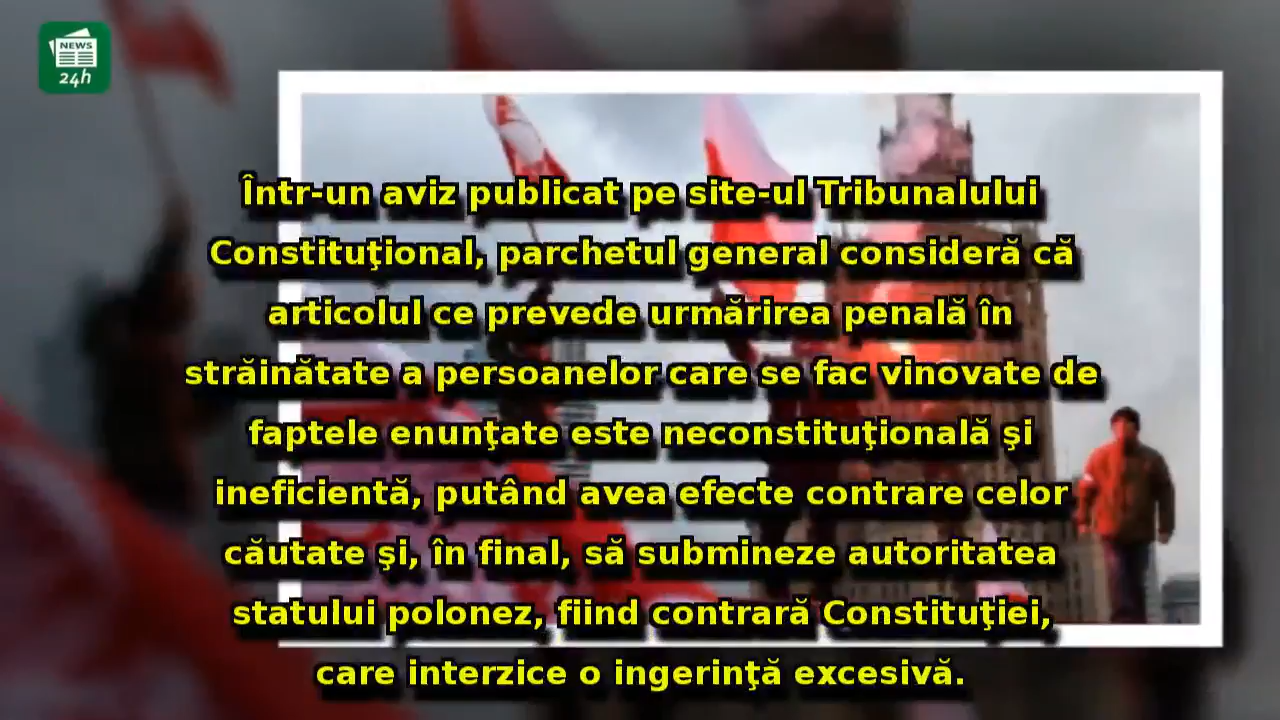 NEWS
24h
Într-un aviz publicat pe site-ul Tribunalului
Constituţional, parchetul general consideră că
articolul ce prevede urmărirea penală în
străinătate a persoanelor care se fac vinovate de
faptele enunţate este neconstituţională şi
ineficientă, putând avea efecte contrare celor
căutate şi, în final, să submineze autoritatea
statului polonez, fiind contrară Constituţiei,
care interzice o ingerinţă excesivă.